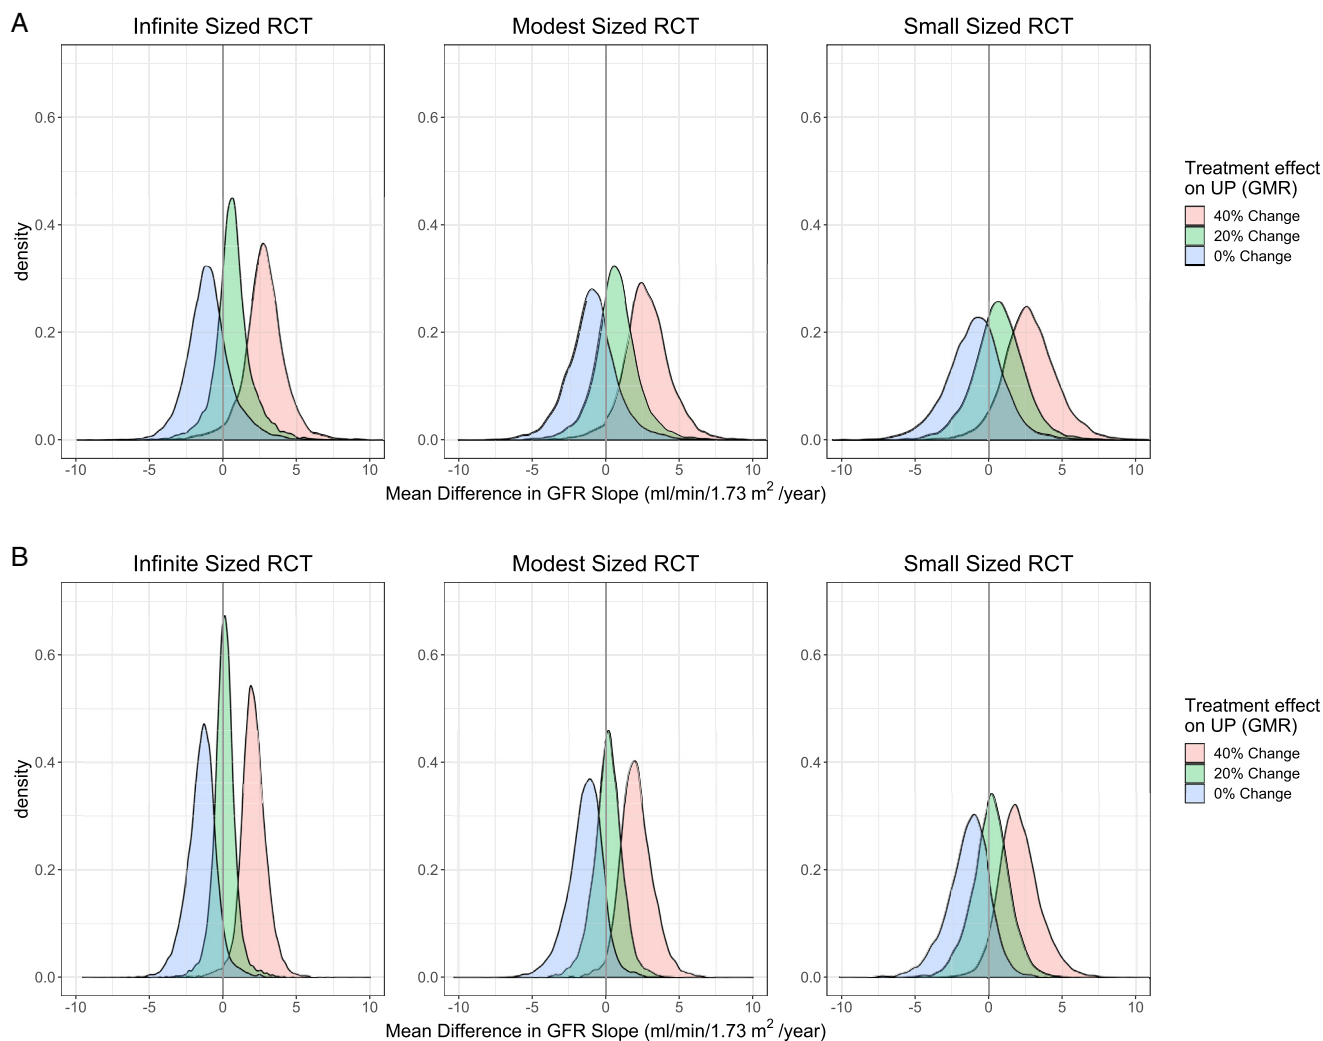 A
Infinite Sized RCT Modest Sized RCT Small Sized RCT
density
0.6 0.6 0.6
0.4 0.4 0.4
0.2 0.2 0.2
0.0 0.0 0.0
-10 -5 0 5 10 -10 -5 0 5 10 -10 -5 0 5 10
Mean Difference in GFR Slope (ml/min/1.73 m² /year)
Treatment effect
on UP (GMR)
40% Change
20% Change
0% Change
B
Infinite Sized RCT Modest Sized RCT Small Sized RCT
density
0.6 0.6 0.6
0.4 0.4 0.4
0.2 0.2 0.2
0.0 0.0 0.0
-10 -5 0 5 10 -10 -5 0 5 10 -10 -5 0 5 10
Mean Difference in GFR Slope (ml/min/1.73 m² /year)
Treatment effect
on UP (GMR)
40% Change
20% Change
0% Change